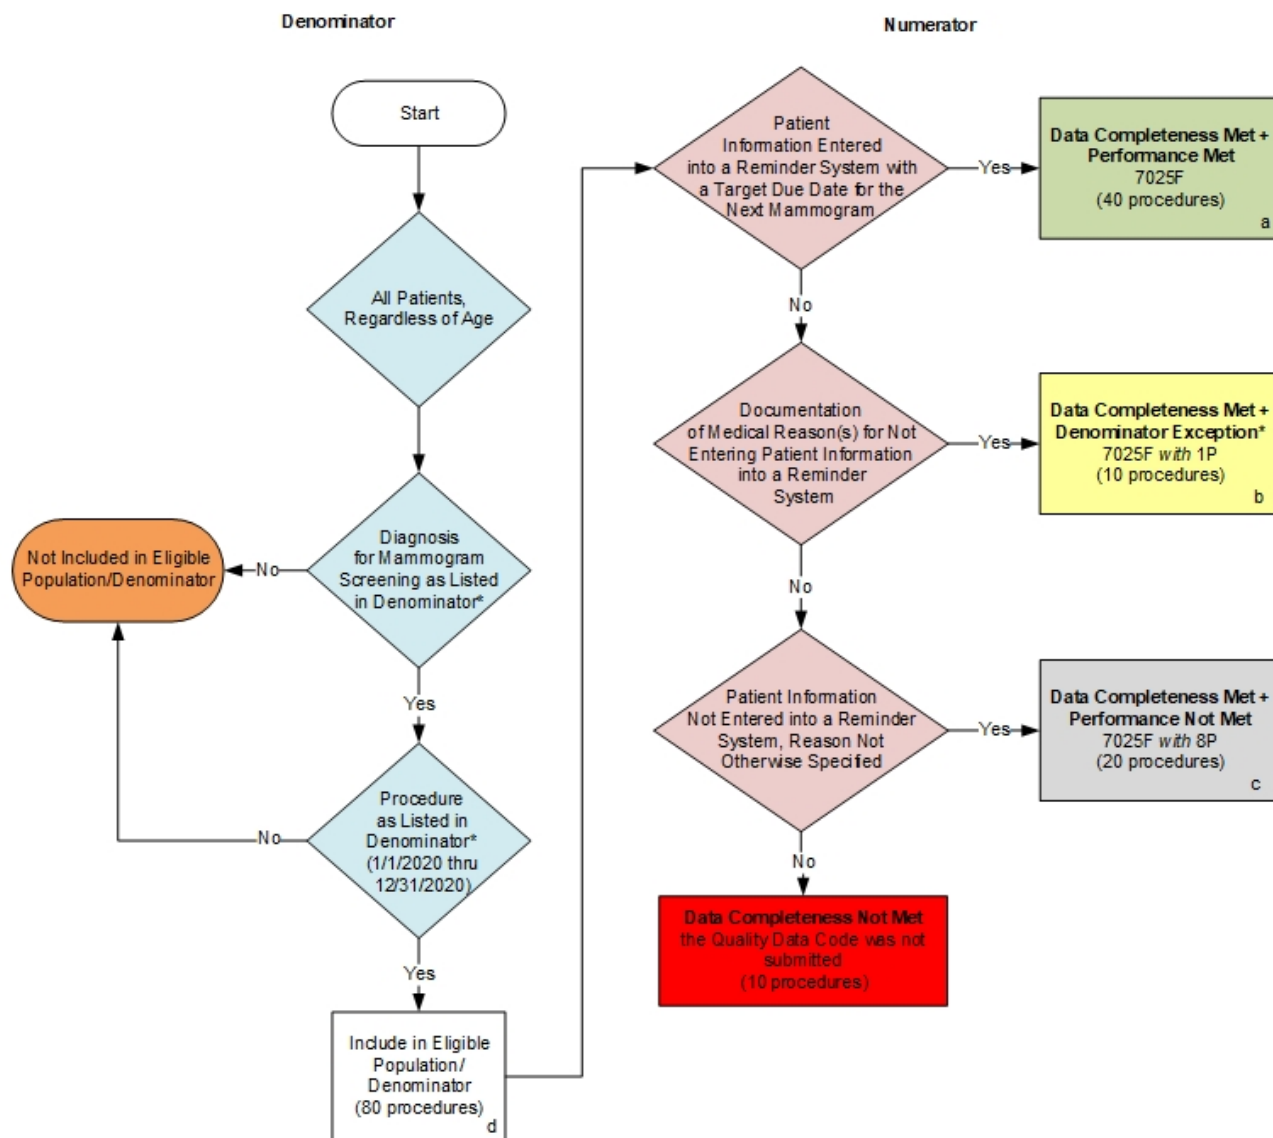 Denominator
Numerator
Start
All Patients,
Regardless of Age
Diagnosis
for Mammogram
Screening as Listed
in Denominator*
No
Not Included in Eligible
Population/Denominator
Yes
Procedure
as Listed in
Denominator*
(1/1/2020 thru
12/31/2020)
No
Yes
Include in Eligible
Population/
Denominator
(80 procedures)
d
Patient
Information Entered
into a Reminder System with
a Target Due Date for the
Next Mammogram
Yes
Data Completeness Met +
Performance Met
7025F
(40 procedures)
a
No
Documentation
of Medical Reason(s) for Not
Entering Patient Information
into a Reminder
System
Yes
Data Completeness Met +
Denominator Exception*
7025F with 1P
(10 procedures)
b
No
Patient Information
Not Entered into a Reminder
System, Reason Not
Otherwise Specified
Yes
Data Completeness Met +
Performance Not Met
7025F with 8P
(20 procedures)
c
No
Data Completeness Not Met
the Quality Data Code was not
submitted
(10 procedures)